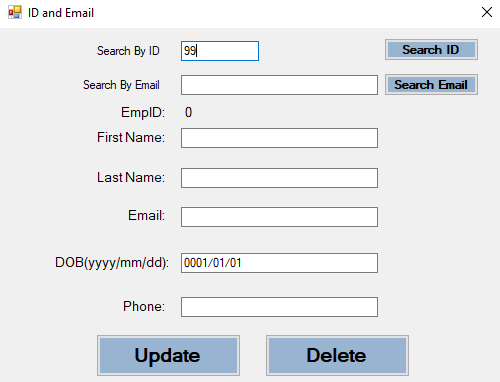 ID and Email
Search By ID 99 Search ID
Search By Email Search Email
EmpID: 0
First Name:
Last Name:
Email:
DOB(yyyy/mm/dd): 0001/01/01
Phone:
Update Delete